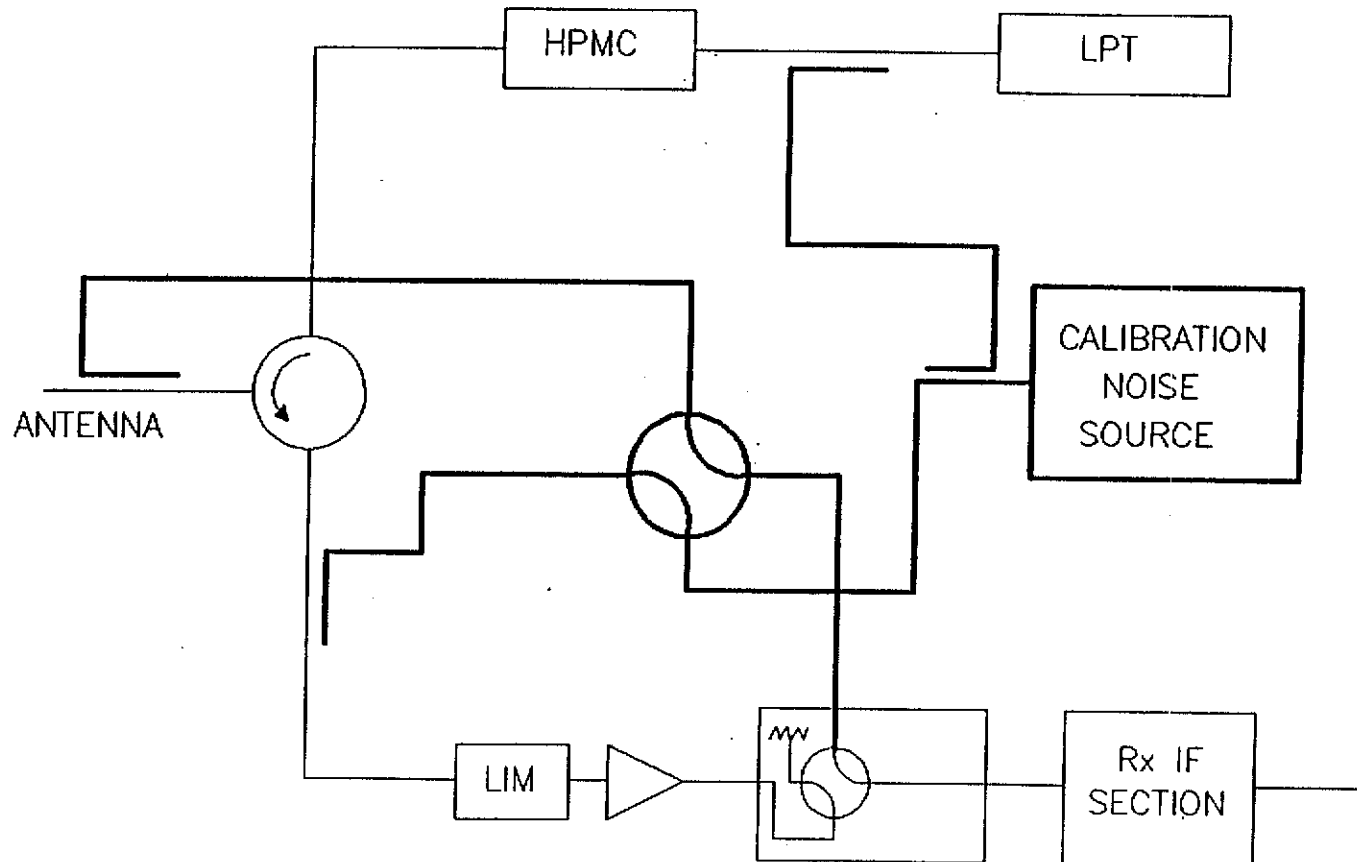 HPMC
LPT
CALIBRATION
NOISE
SOURCE
ANTENNA
LIM
Rx IF
SECTION